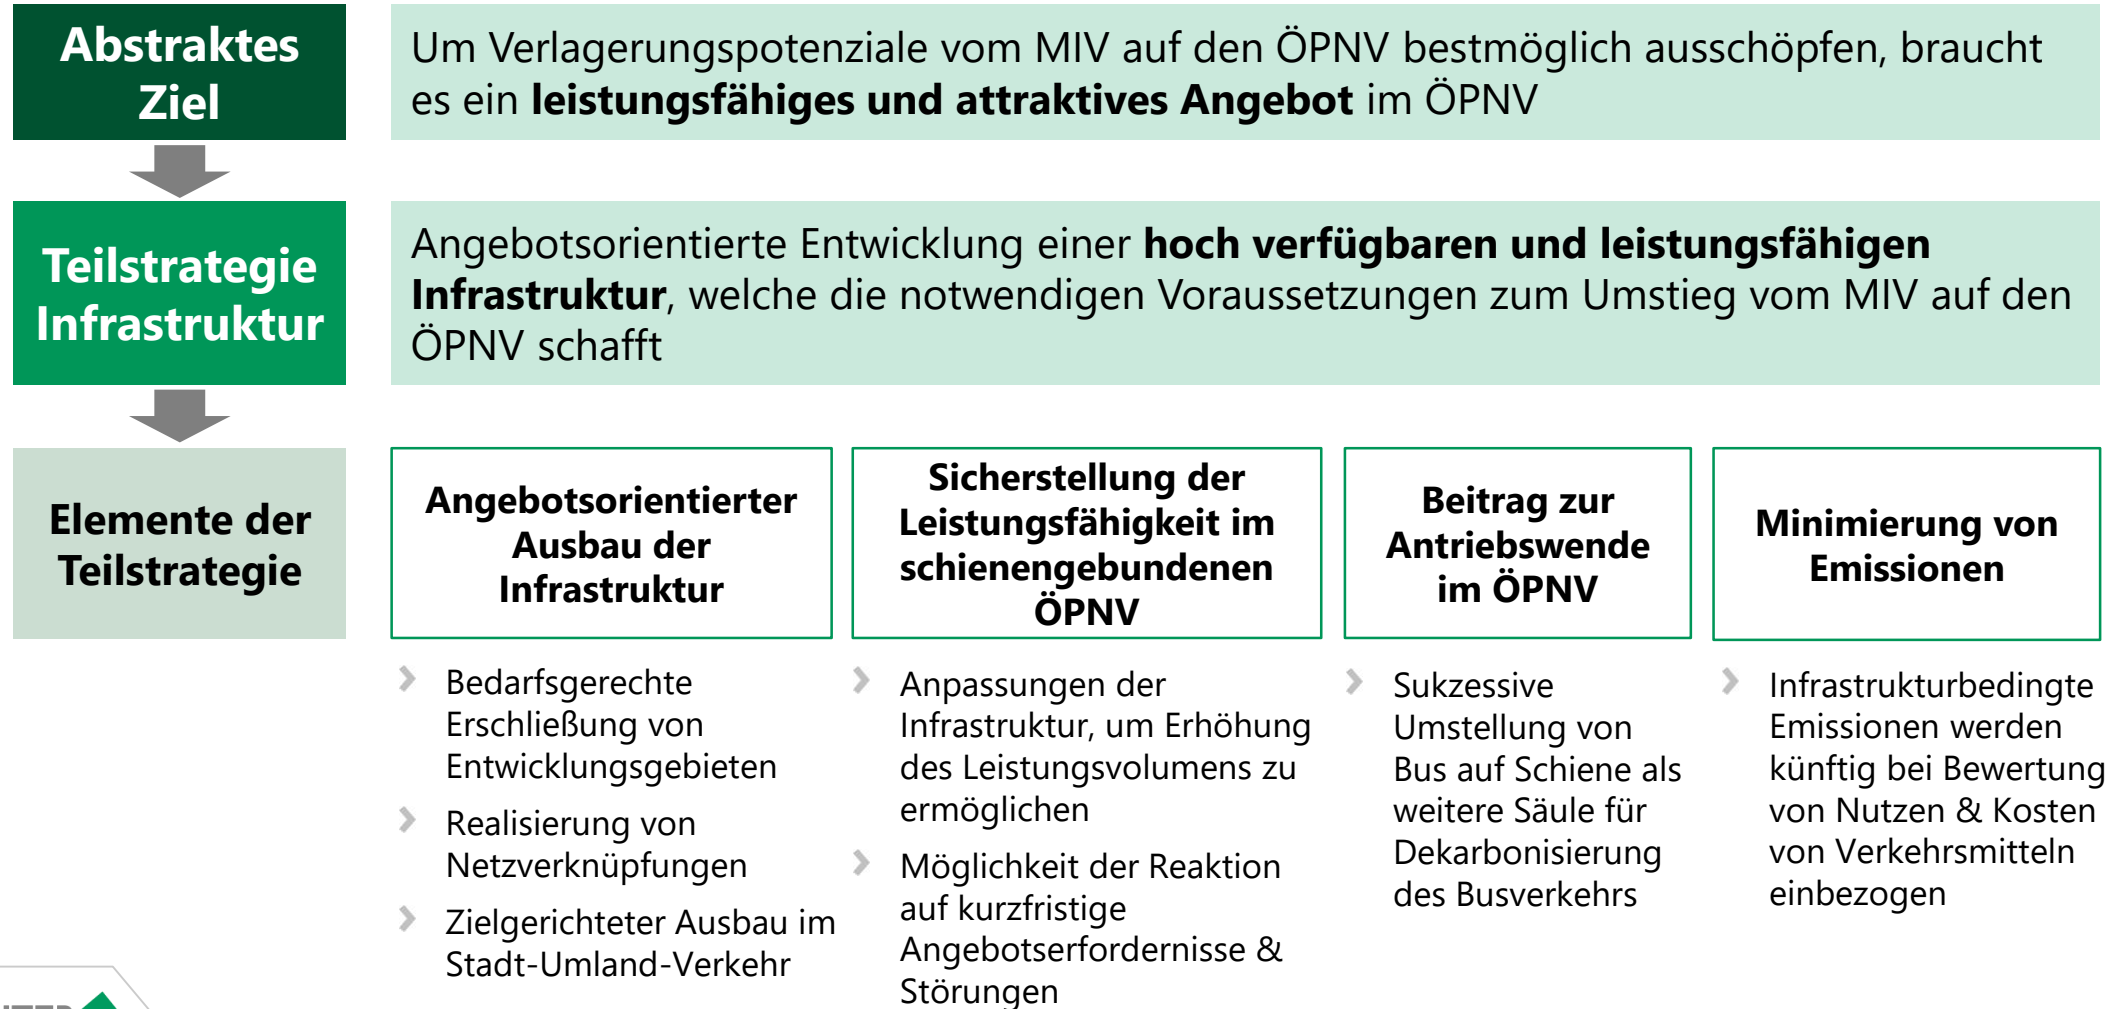 Abstraktes
Ziel
Um Verlagerungspotenziale vom MIV auf den ÖPNV bestmöglich ausschöpfen, braucht
es ein leistungsfähiges und attraktives Angebot im ÖPNV
Teilstrategie
Infrastruktur
Angebotsorientierte Entwicklung einer hoch verfügbaren und leistungsfähigen
Infrastruktur, welche die notwendigen Voraussetzungen zum Umstieg vom MIV auf den
ÖPNV schafft
Elemente der
Teilstrategie
Angebotsorientierter
Ausbau der
Infrastruktur
Bedarfsgerechte
Erschließung von
Entwicklungsgebieten
Realisierung von
Netzverknüpfungen
Zielgerichteter Ausbau im
Stadt-Umland-Verkehr
Sicherstellung der
Leistungsfähigkeit im
schienengebundenen
ÖPNV
Anpassungen der
Infrastruktur, um Erhöhung
des Leistungsvolumens zu
ermöglichen
Möglichkeit der Reaktion
auf kurzfristige
Angebotserfordernisse &
Störungen
Beitrag zur
Antriebswende
im ÖPNV
Sukzessive
Umstellung von
Bus auf Schiene als
weitere Säule für
Dekarbonisierung
des Busverkehrs
Minimierung von
Emissionen
Infrastrukturbedingte
Emissionen werden
künftig bei Bewertung
von Nutzen & Kosten
von Verkehrsmitteln
einbezogen